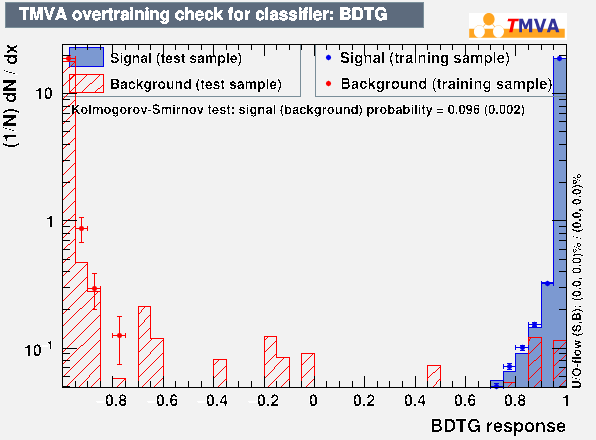 TMVA overtraining check for classifier: BDTG
TMVA
Signal (test sample)
Background (test sample)
Signal (training sample)
Background (training sample)
Kolmogorov-Smirnov test: signal (background) probability = 0.096 (0.002)
(1/N) dN / dx
10
1
10⁻¹
−0.8 −0.6 −0.4 −0.2 0 0.2 0.4 0.6 0.8 1
BDTG response
U/O-flow (S,B): (0.0, 0.0)% / (0.0, 0.0)%